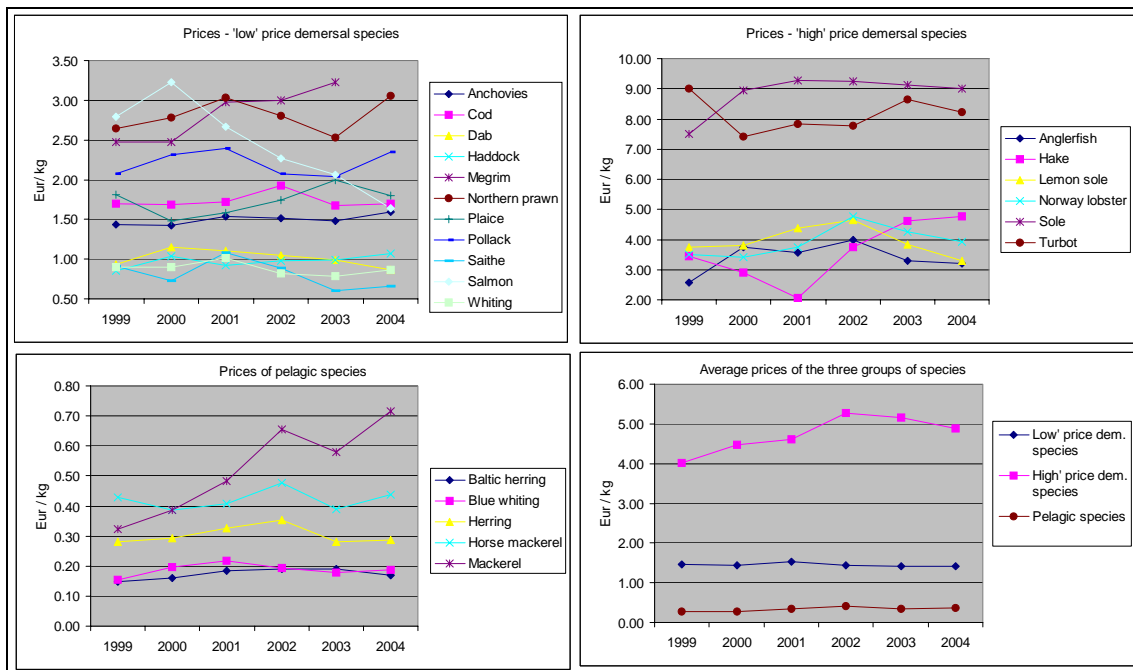 Prices - 'low' price demersal species
Eur / kg
3.50
3.00
2.50
2.00
1.50
1.00
0.50
1999 2000 2001 2002 2003 2004
Anchovies
Cod
Dab
Haddock
Megrim
Northern prawn
Plaice
Pollack
Saithe
Salmon
Whiting
Prices - 'high' price demersal species
Eur / kg
10.00
9.00
8.00
7.00
6.00
5.00
4.00
3.00
2.00
1999 2000 2001 2002 2003 2004
Anglerfish
Hake
Lemon sole
Norway lobster
Sole
Turbot
Prices of pelagic species
Eur / kg
0.80
0.70
0.60
0.50
0.40
0.30
0.20
0.10
0.00
1999 2000 2001 2002 2003 2004
Baltic herring
Blue whiting
Herring
Horse mackerel
Mackerel
Average prices of the three groups of species
Eur / kg
6.00
5.00
4.00
3.00
2.00
1.00
0.00
1999 2000 2001 2002 2003 2004
Low' price dem.
species
High' price dem.
species
Pelagic species